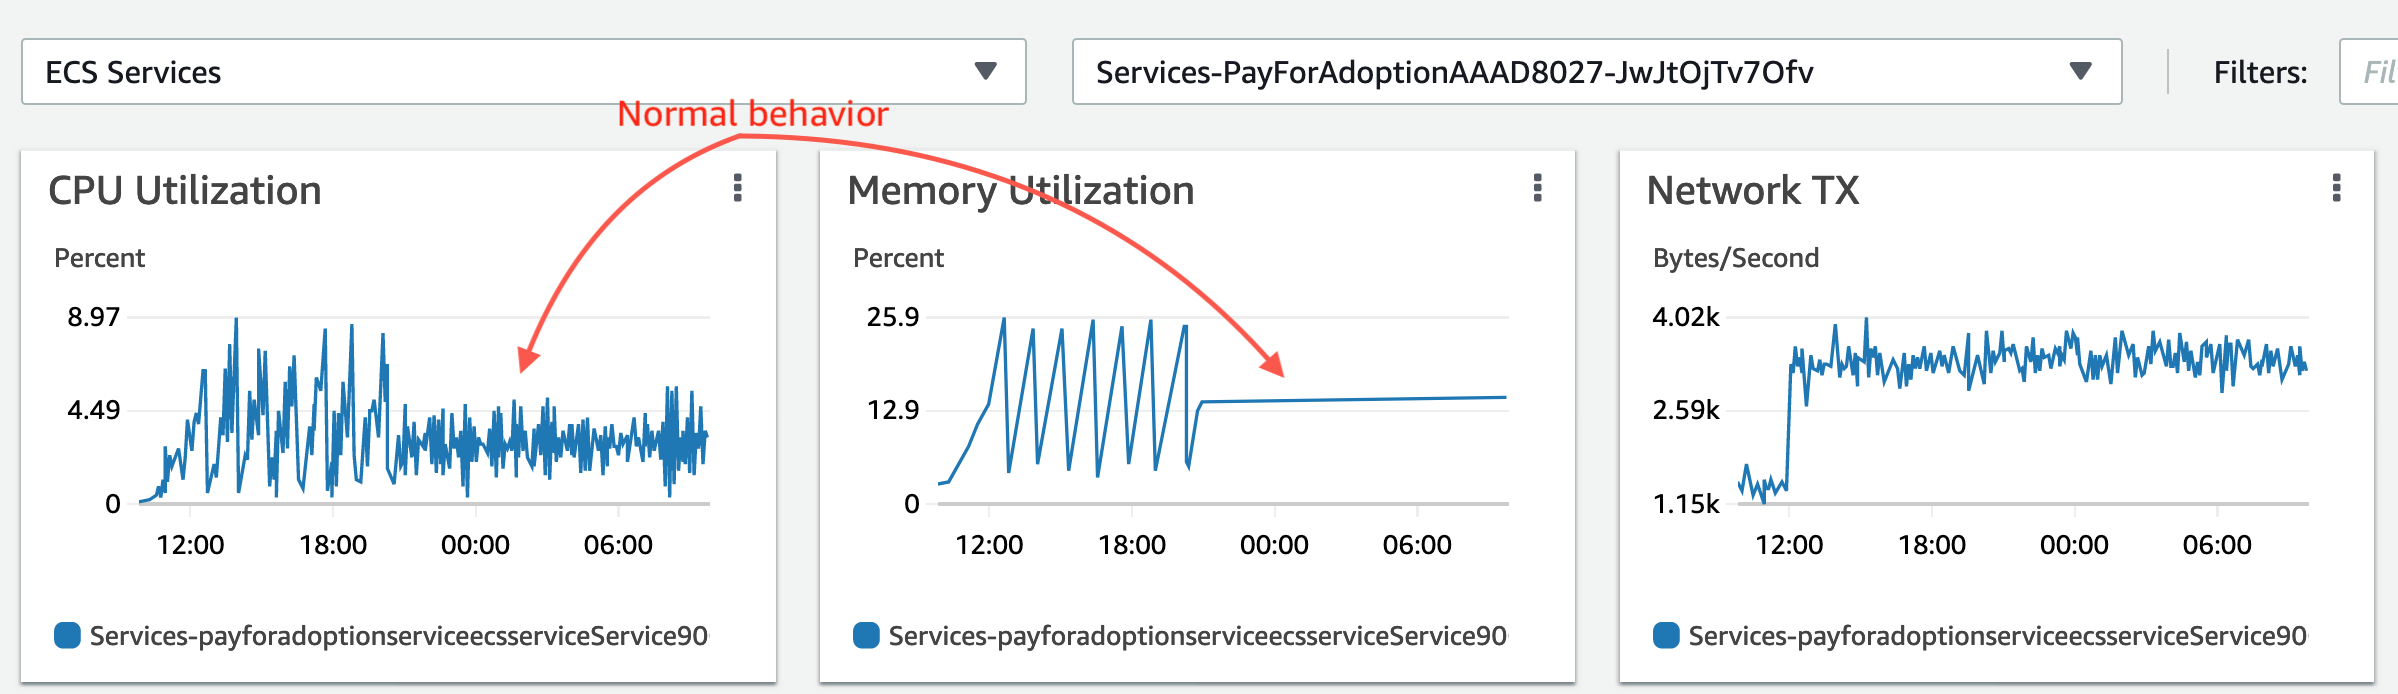 ECS Services
Services-PayForAdoptionAAAD8027-JwJtOjTv7Ofv
Filters:
Fil
Normal behavior
CPU Utilization
Percent
8.97
4.49
0
12:00 18:00 00:00 06:00
Services-payforadoptionserviceecsserviceService90
Memory Utilization
Percent
25.9
12.9
0
12:00 18:00 00:00 06:00
Services-payforadoptionserviceecsserviceService90
Network TX
Bytes/Second
4.02k
2.59k
1.15k
12:00 18:00 00:00 06:00
Services-payforadoptionserviceecsserviceService90